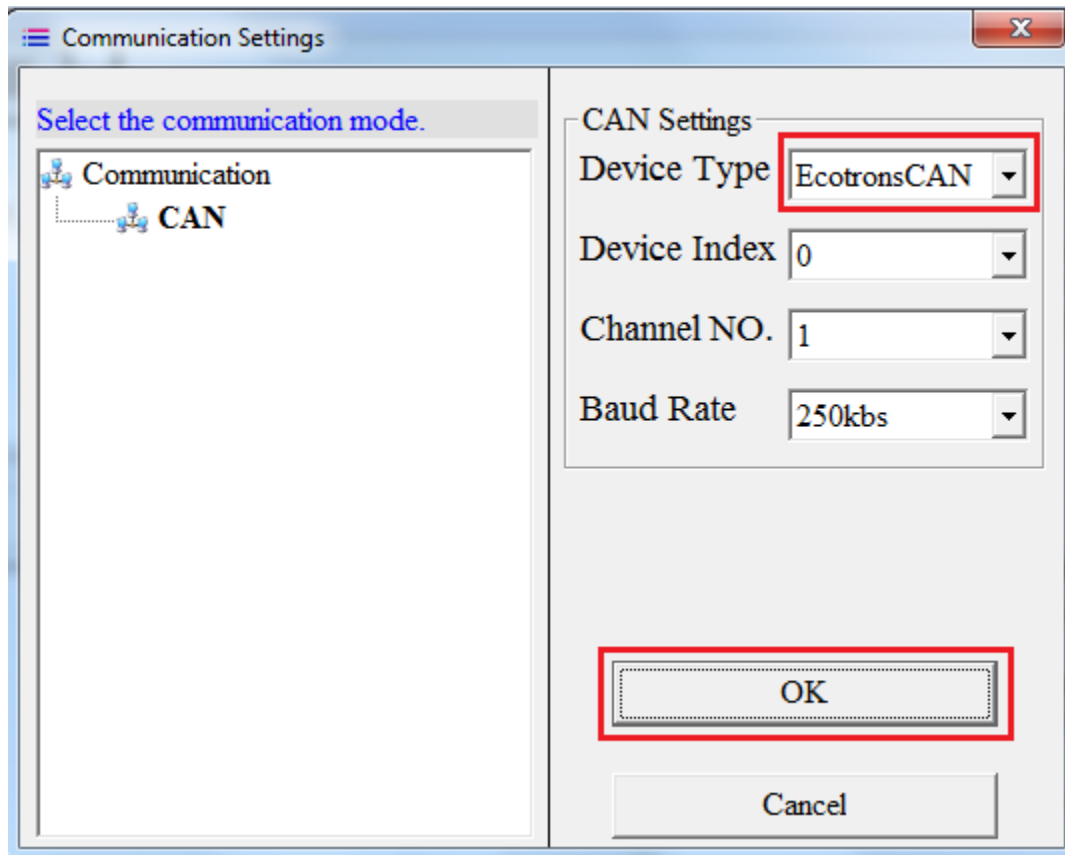 Communication Settings
Select the communication mode.
Communication
CAN
CAN Settings
Device Type EcotronsCAN
Device Index 0
Channel NO. 1
Baud Rate 250kbs
OK
Cancel